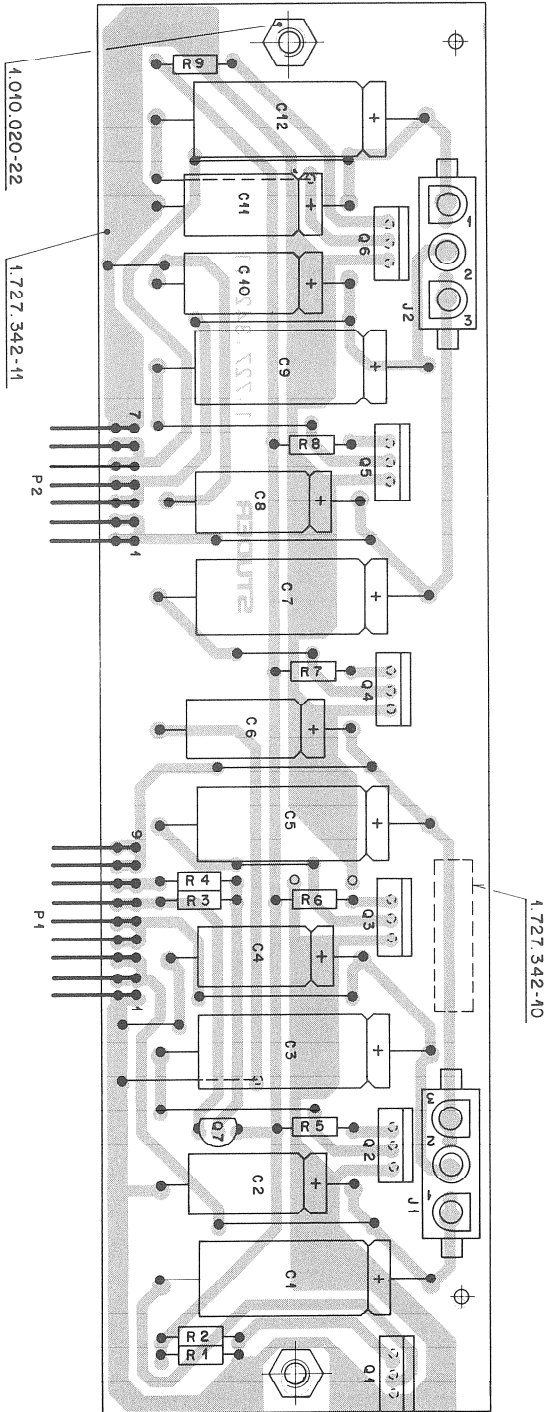 1.010.020-22
1.727.342-11
R9
C12
+
1
C11
+
Q6
2
C10
+
3
J2
C9
+
7
P2
1
R8
Q5
C8
+
STUDER
C7
+
R7
Q4
C6
+
C5
+
9
P1
1
R4
R3
R6
Q3
1.727.342-10
C4
+
C3
+
3
2
1
J1
Q7
R5
Q2
C2
+
C1
+
R2
R1
Q1